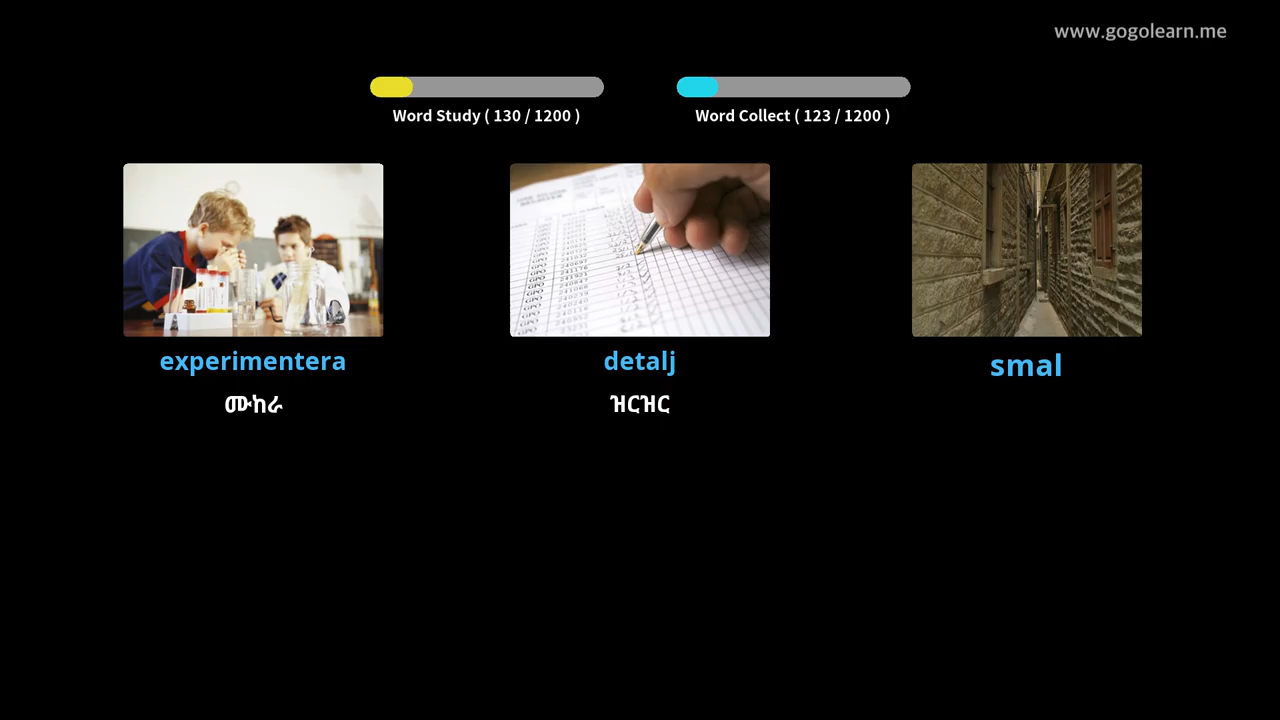 www.gogolearn.me
Word Study ( 130 / 1200 )
Word Collect ( 123 / 1200 )
experimentera
detalj
smal
ሙከራ
ዝርዝር